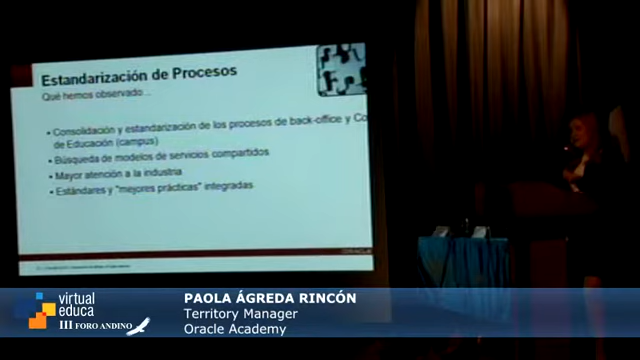 Estandarización de Procesos
Qué hemos observado...
• Consolidación y estandarización de los procesos de back-office y Co
de Educación (campus)
• Búsqueda de modelos de servicios compartidos
• Mayor atención a la industria
• Estándares y "mejores prácticas" integradas
ORACLE
virtual
educa
III FORO ANDINO
PAOLA ÁGREDA RINCÓN
Territory Manager
Oracle Academy